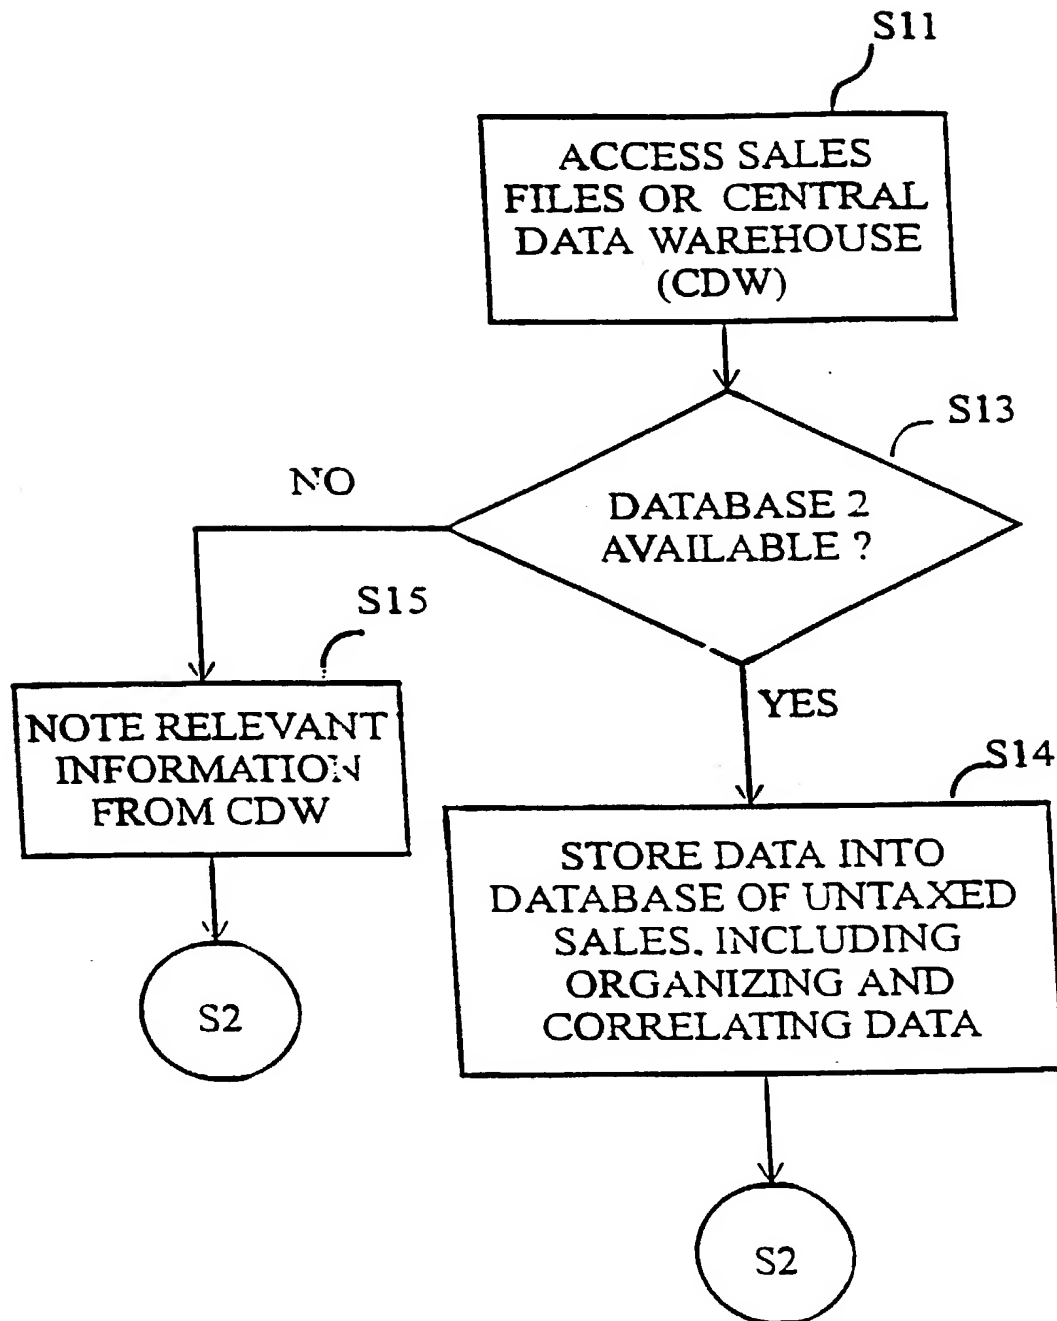 S11
ACCESS SALES
FILES OR CENTRAL
DATA WAREHOUSE
(CDW)
S13
NO
DATABASE 2
AVAILABLE ?
S15
YES
NOTE RELEVANT
INFORMATION
FROM CDW
S14
STORE DATA INTO
DATABASE OF UNTAXED
SALES, INCLUDING
ORGANIZING AND
CORRELATING DATA
S2
S2